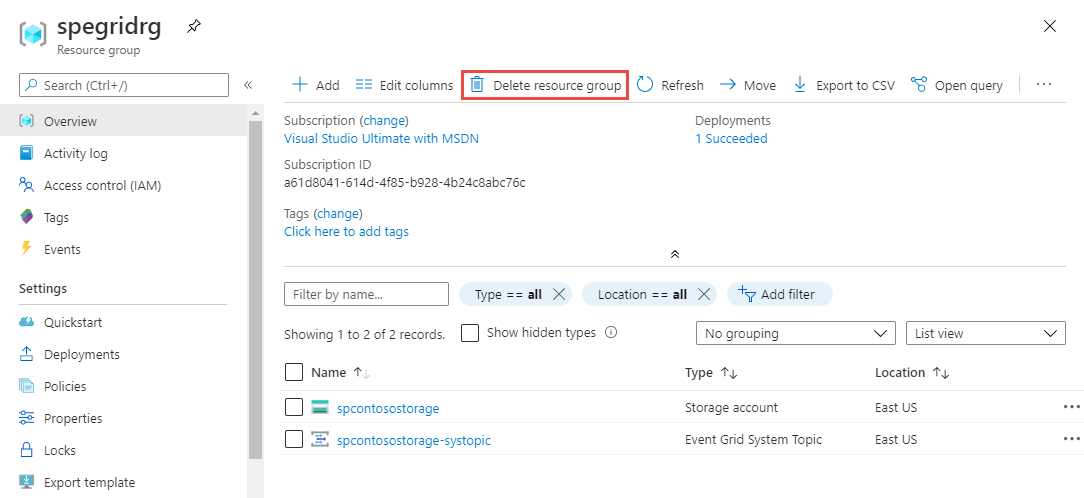 spegridrg
Resource group
Search (Ctrl+/)
Overview
Activity log
Access control (IAM)
Tags
Events
Settings
Quickstart
Deployments
Policies
Properties
Locks
Export template
Add Edit columns Delete resource group Refresh Move Export to CSV Open query
Subscription (change)
Visual Studio Ultimate with MSDN
Subscription ID
a61d8041-614d-4f85-b928-4b24c8abc76c
Tags (change)
Click here to add tags
Deployments
1 Succeeded
Filter by name... Type == all Location == all Add filter
Showing 1 to 2 of 2 records. Show hidden types No grouping List view
Name Type Location
spcontosostorage Storage account East US
spcontosostorage-systopic Event Grid System Topic East US